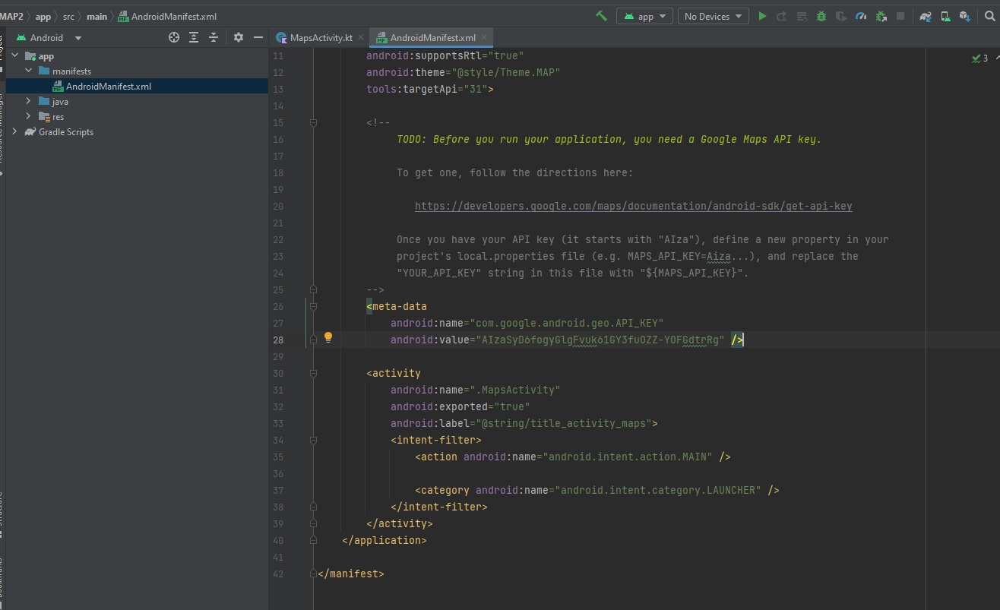 MAP2 app src main AndroidManifest.xml
app No Devices
Android
MapsActivity.kt AndroidManifest.xml
app
manifests
AndroidManifest.xml
java
res
Gradle Scripts
3
11 android:supportsRtl="true"
12 android:theme="@style/Theme.MAP"
13 tools:targetApi="31">
14
15 <!--
16 TODO: Before you run your application, you need a Google Maps API key.
17
18 To get one, follow the directions here:
19
20 https://developers.google.com/maps/documentation/android-sdk/get-api-key
21
22 Once you have your API key (it starts with "AIza"), define a new property in your
23 project's local.properties file (e.g. MAPS_API_KEY=Aiza...), and replace the
24 "YOUR_API_KEY" string in this file with "${MAPS_API_KEY}".
25 -->
26 <meta-data
27 android:name="com.google.android.geo.API_KEY"
28 android:value="AIzaSyD6fogyGlgFvuk61GY3fuOZZ-YOFGdtrRg" />
29
30 <activity
31 android:name=".MapsActivity"
32 android:exported="true"
33 android:label="@string/title_activity_maps">
34 <intent-filter>
35 <action android:name="android.intent.action.MAIN" />
36
37 <category android:name="android.intent.category.LAUNCHER" />
38 </intent-filter>
39 </activity>
40 </application>
41
42 </manifest>